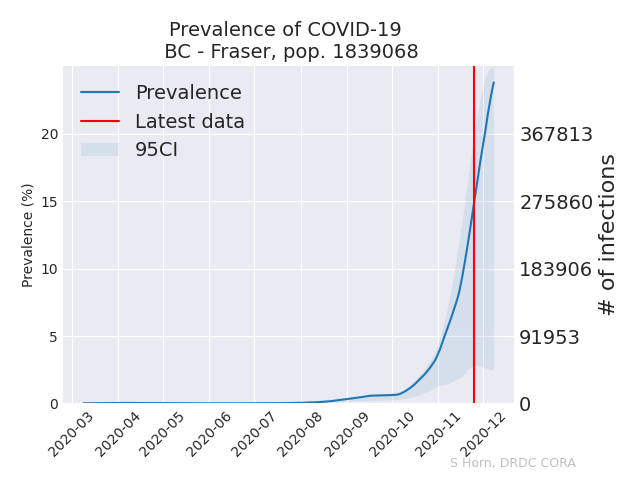 Prevalence of COVID-19
BC - Fraser, pop. 1839068
Prevalence
Latest data
95CI
Prevalence (%)
20
15
10
5
0
367813
275860
183906
91953
0
# of infections
2020-03
2020-04
2020-05
2020-06
2020-07
2020-08
2020-09
2020-10
2020-11
2020-12
S Horn, DRDC CORA